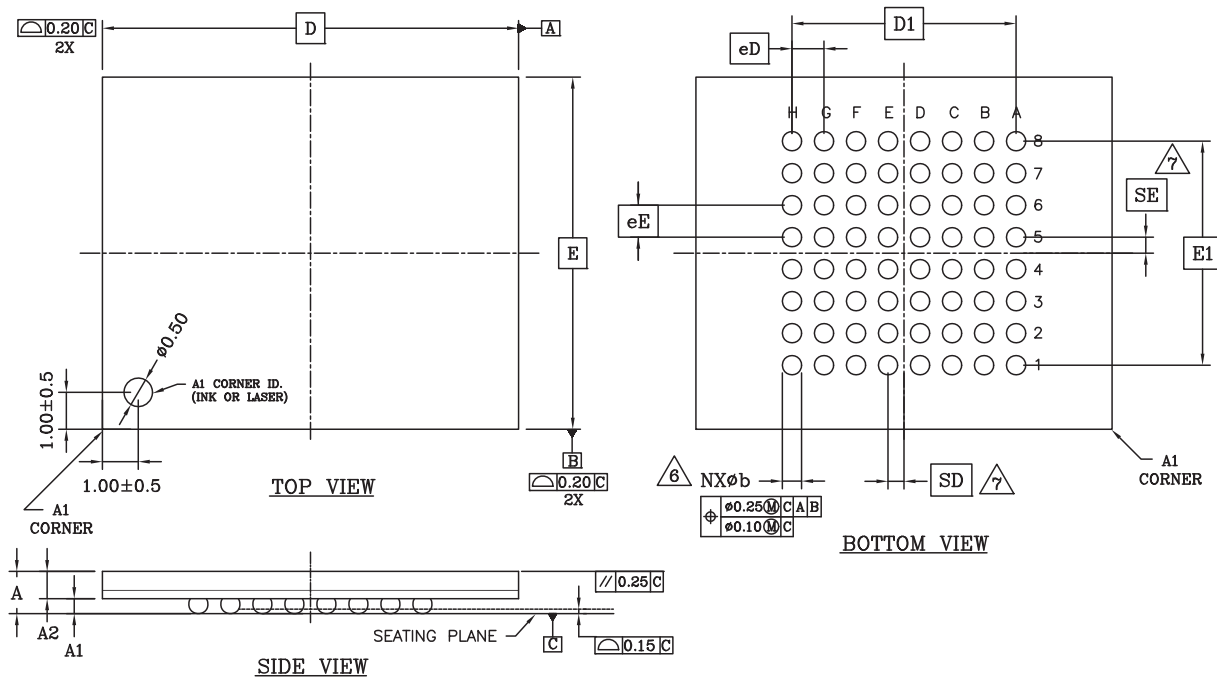 ⌓ 0.20 C
2X
D
A
E
ø0.50
A1 CORNER ID.
(INK OR LASER)
1.00±0.5
1.00±0.5
A1
CORNER
TOP VIEW
B
⌓ 0.20 C
2X
D1
eD
H G F E D C B A
8
7
6
5
4
3
2
1
7
SE
eE
E1
6
NXøb
⌖ ø0.25Ⓜ C A B
ø0.10Ⓜ C
SD
7
A1
CORNER
BOTTOM VIEW
A
A2
A1
// 0.25 C
SEATING PLANE
C
⌓ 0.15 C
SIDE VIEW